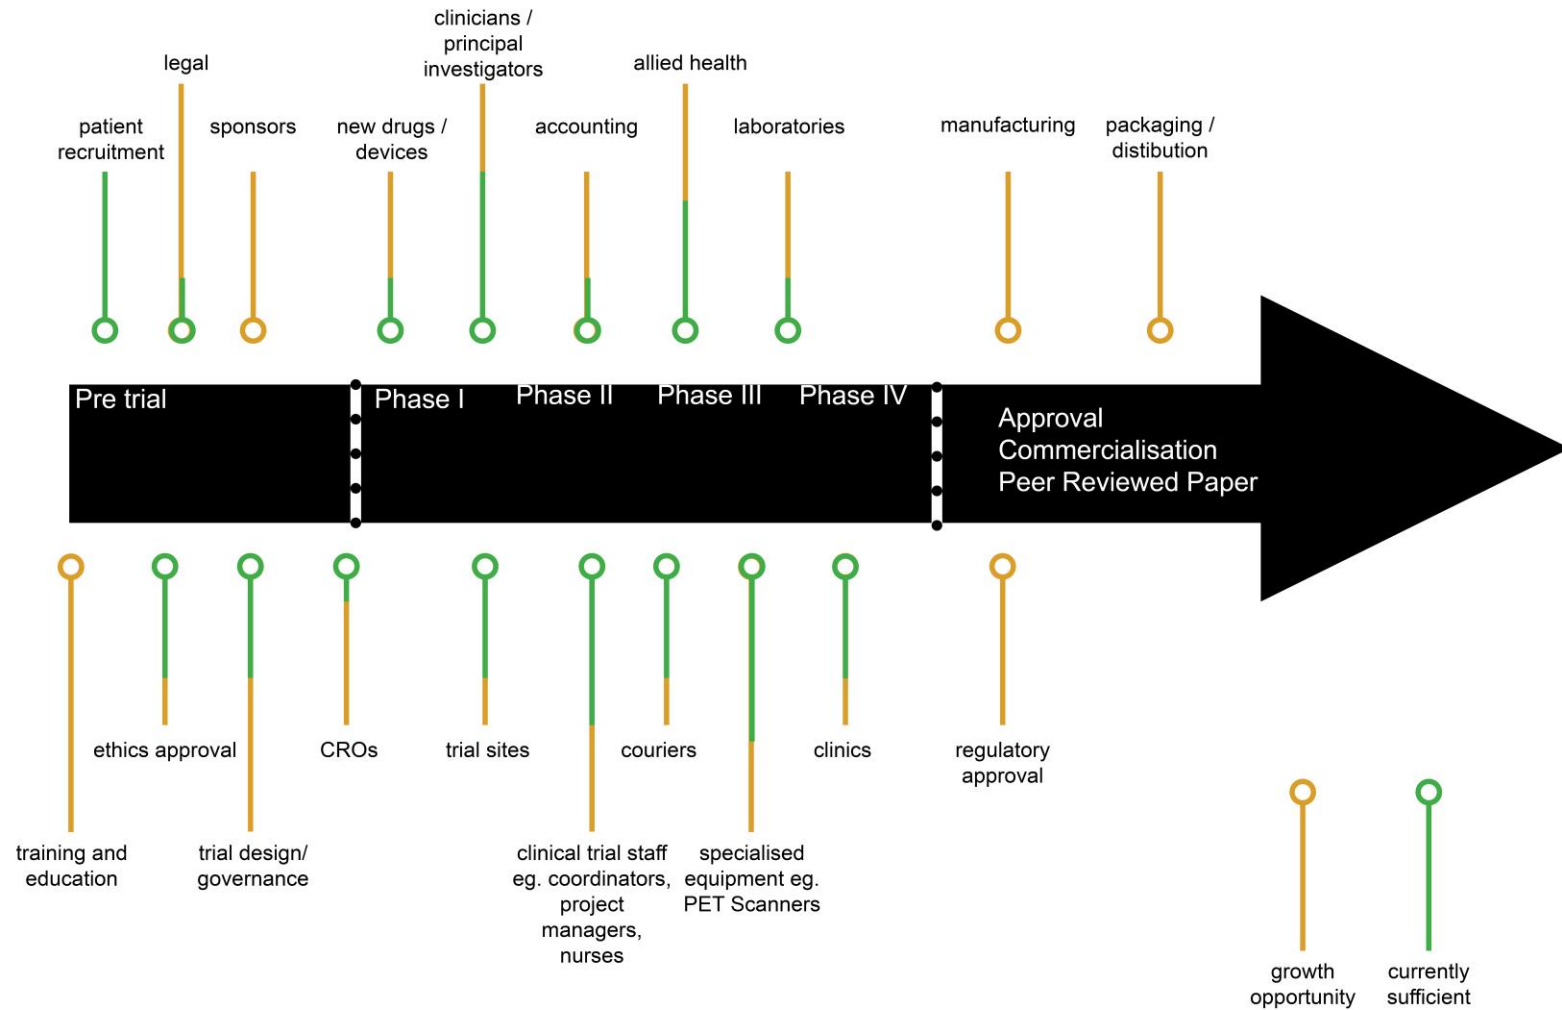 clinicians /
principal
investigators
legal
allied health
patient
recruitment
sponsors
new drugs /
devices
accounting
laboratories
manufacturing
packaging /
distibution
Pre trial
Phase I
Phase II
Phase III
Phase IV
Approval
Commercialisation
Peer Reviewed Paper
ethics approval
CROs
trial sites
couriers
clinics
regulatory
approval
training and
education
trial design/
governance
clinical trial staff
eg. coordinators,
project
managers,
nurses
specialised
equipment eg.
PET Scanners
growth
opportunity
currently
sufficient